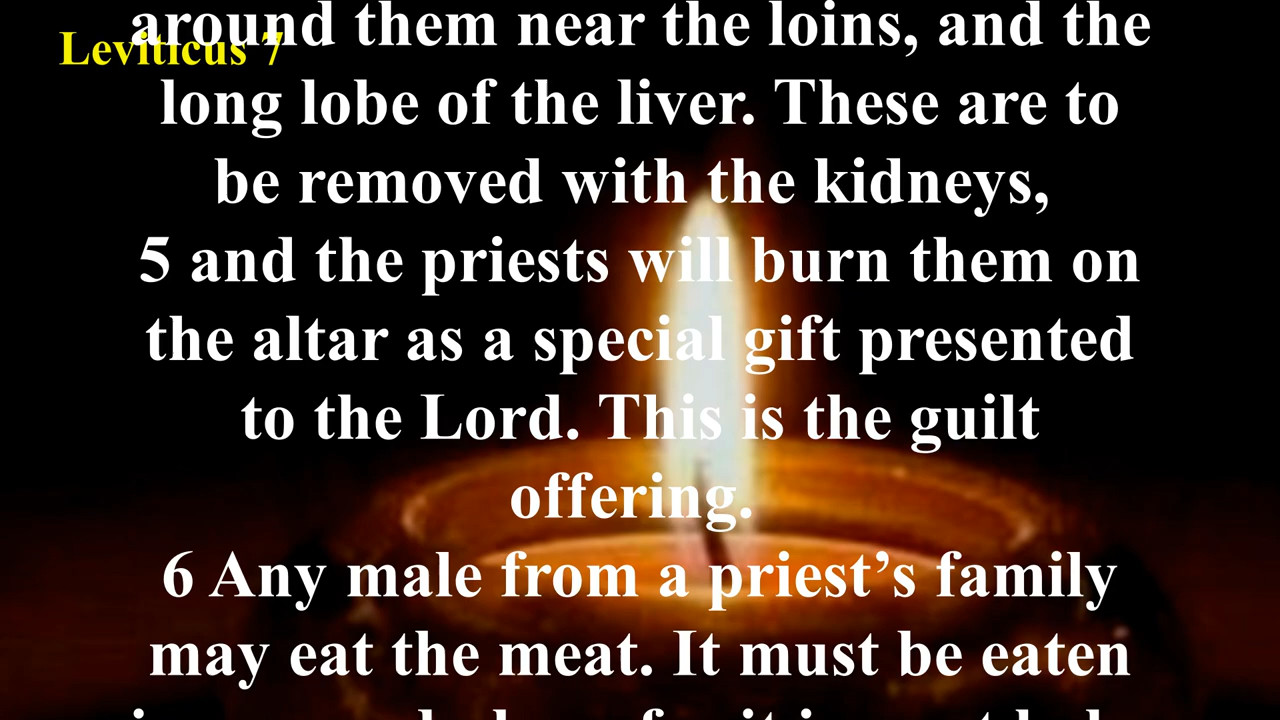 Leviticus 7
around them near the loins, and the
long lobe of the liver. These are to
be removed with the kidneys,
5 and the priests will burn them on
the altar as a special gift presented
to the Lord. This is the guilt
offering.
6 Any male from a priest’s family
may eat the meat. It must be eaten